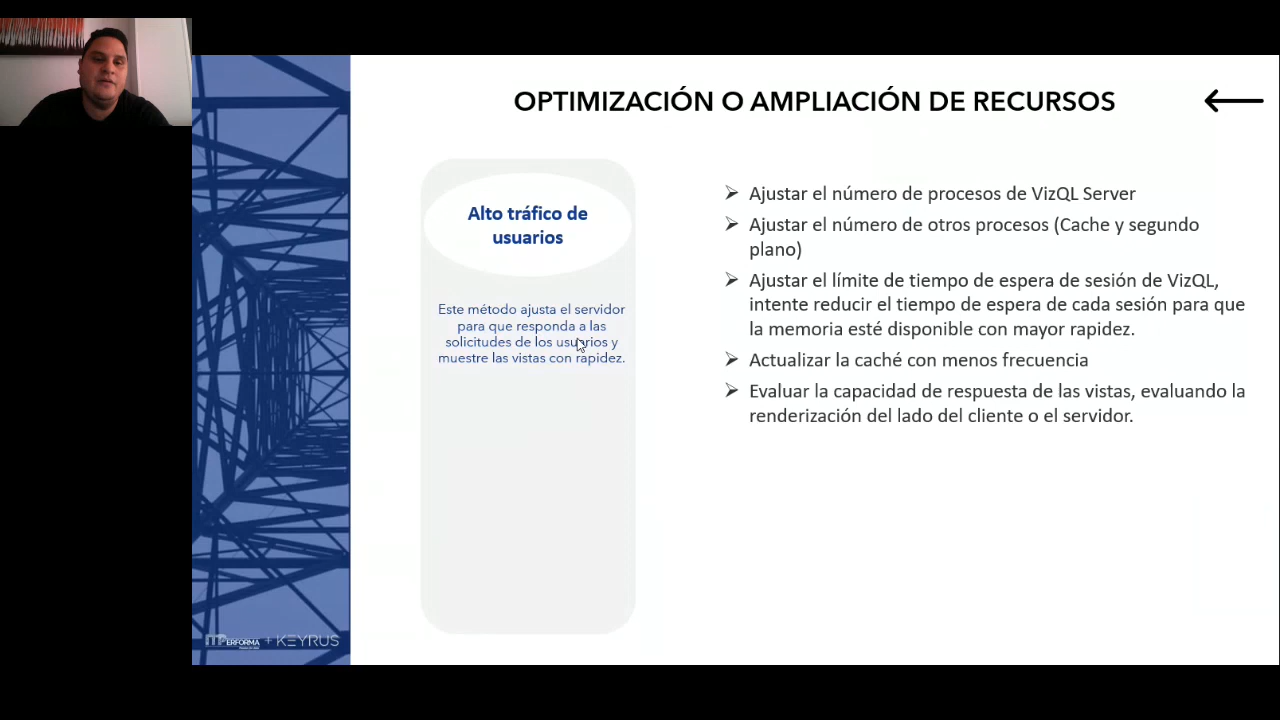 OPTIMIZACIÓN O AMPLIACIÓN DE RECURSOS
Alto tráfico de
usuarios
Este método ajusta el servidor
para que responda a las
solicitudes de los usuarios y
muestre las vistas con rapidez.
➢ Ajustar el número de procesos de VizQL Server
➢ Ajustar el número de otros procesos (Cache y segundo
plano)
➢ Ajustar el límite de tiempo de espera de sesión de VizQL,
intente reducir el tiempo de espera de cada sesión para que
la memoria esté disponible con mayor rapidez.
➢ Actualizar la caché con menos frecuencia
➢ Evaluar la capacidad de respuesta de las vistas, evaluando la
renderización del lado del cliente o el servidor.
+ KEYRUS